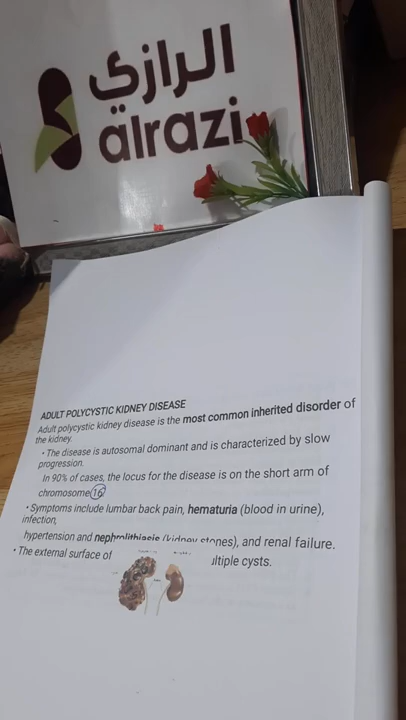 الرازي
alrazi
ADULT POLYCYSTIC KIDNEY DISEASE
Adult polycystic kidney disease is the most common inherited disorder of
the kidney.
• The disease is autosomal dominant and is characterized by slow
progression.
In 90% of cases, the locus for the disease is on the short arm of
chromosome 16
• Symptoms include lumbar back pain, hematuria (blood in urine),
infection,
hypertension and nephrolithiasis (kidney stones), and renal failure.
• The external surface of ultiple cysts.